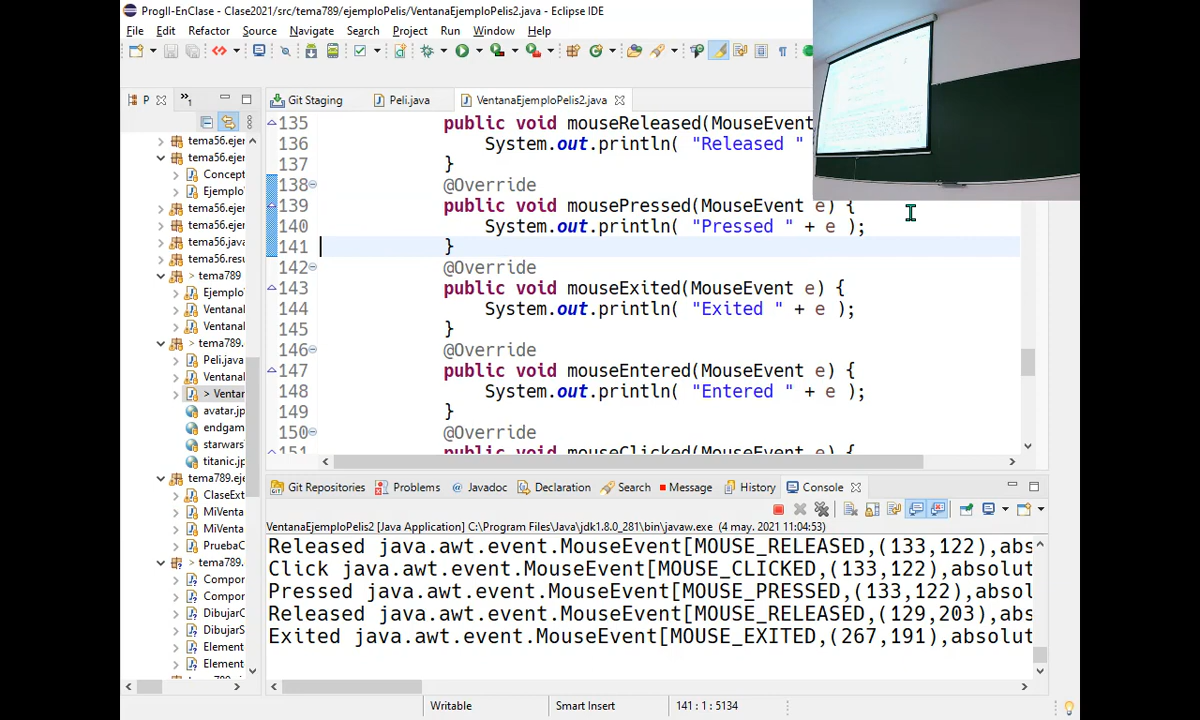 ProgII-EnClase - Clase2021/src/tema789/ejemploPelis/VentanaEjemploPelis2.java - Eclipse IDE
File Edit Refactory Source Navigate Search Project Run Window Help
P Git Staging Peli.java VentanaEjemploPelis2.java
tema56.ejer
tema56.ejer
Concept
Ejemplo
tema56.ejer
tema56.ejer
tema56.java
tema56.resu
> tema789
Ejemplo
VentanaI
VentanaI
> tema789.
Peli.java
VentanaI
> Venta
avatar.jp
endgam
starwars
titanic.jp
tema789.eje
ClaseExt
MiVenta
MiVenta
PruebaC
> tema789.
Compor
Compor
DibujarC
DibujarS
Element
Element
135 public void mouseReleased(MouseEvent
136 System.out.println( "Released "
137 }
138 @Override
139 public void mousePressed(MouseEvent e) {
140 System.out.println( "Pressed " + e );
141 }
142 @Override
143 public void mouseExited(MouseEvent e) {
144 System.out.println( "Exited " + e );
145 }
146 @Override
147 public void mouseEntered(MouseEvent e) {
148 System.out.println( "Entered " + e );
149 }
150 @Override
151 public void mouseClicked(MouseEvent e) {
Git Repositories Problems @ Javadoc Declaration Search Message History Console
VentanaEjemploPelis2 [Java Application] C:\Program Files\Java\jdk1.8.0_281\bin\javaw.exe (4 may. 2021 11:04:53)
Released java.awt.event.MouseEvent[MOUSE_RELEASED,(133,122),abs
Click java.awt.event.MouseEvent[MOUSE_CLICKED,(133,122),absolut
Pressed java.awt.event.MouseEvent[MOUSE_PRESSED,(133,122),absol
Released java.awt.event.MouseEvent[MOUSE_RELEASED,(129,203),abs
Exited java.awt.event.MouseEvent[MOUSE_EXITED,(267,191),absolut
Writable Smart Insert 141 : 1 : 5134